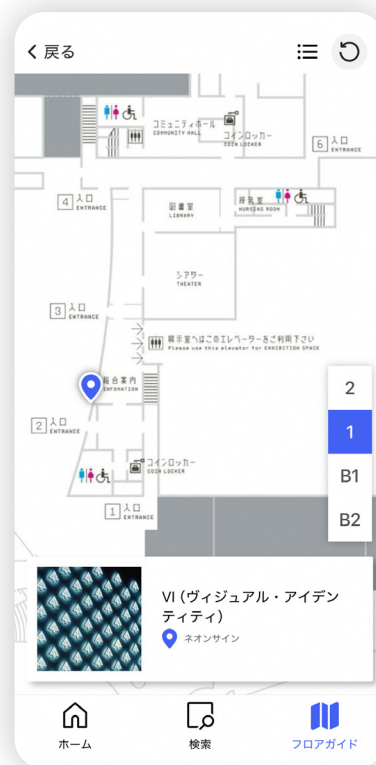 戻る
コミュニティホール
COMMUNITY HALL
コインロッカー
COIN LOCKER
6 入口
ENTRANCE
4 入口
ENTRANCE
図書室
LIBRARY
授乳室
NURSING ROOM
シアター
THEATER
3 入口
ENTRANCE
展示室へはこのエレベーターをご利用下さい
Please use this elevator for EXHIBITION SPACE
総合案内
INFOMATION
2
2 入口
ENTRANCE
1
コインロッカー
COIN LOCKER
B1
1 入口
ENTRANCE
B2
VI (ヴィジュアル・アイデン
ティティ)
ネオンサイン
ホーム
検索
フロアガイド